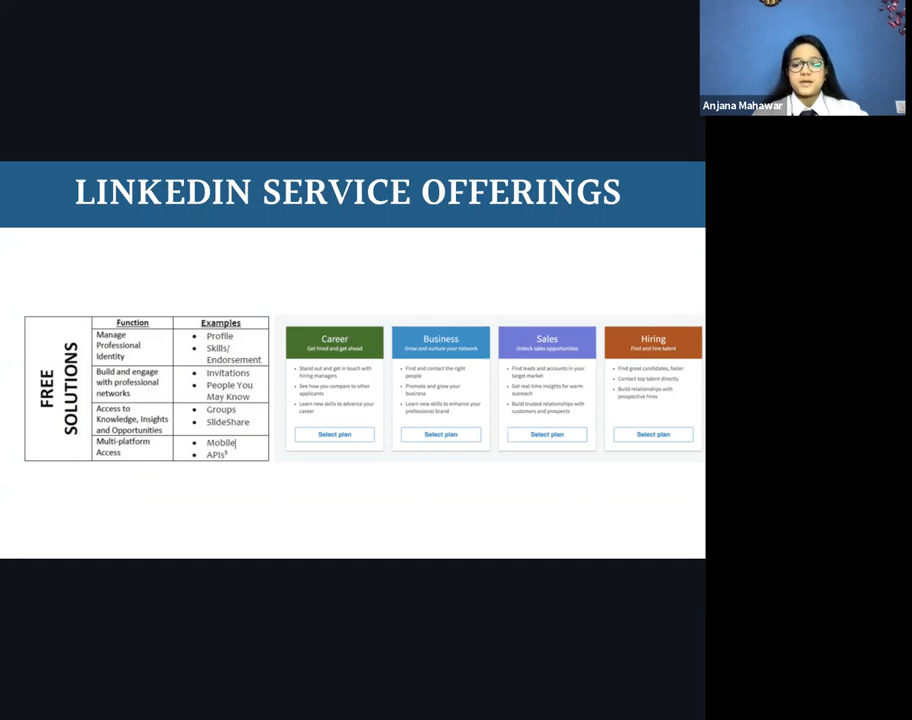 Anjana Mahawar
LINKEDIN SERVICE OFFERINGS
FREE
SOLUTIONS
Function
Examples
Manage
Professional
Identity
• Profile
• Skills/
Endorsement
Build and engage
with professional
networks
• Invitations
• People You
May Know
Access to
Knowledge, Insights
and Opportunities
• Groups
• SlideShare
Multi-platform
Access
• Mobile
• APIs⁵
Career
Get hired and get ahead
• Stand out and get in touch with
hiring managers
• See how you compare to other
applicants
• Learn new skills to advance your
career
Select plan
Business
Grow and nurture your network
• Find and contact the right
people
• Promote and grow your
business
• Learn new skills to enhance your
professional brand
Select plan
Sales
Unlock sales opportunities
• Find leads and accounts in your
target market
• Get real-time insights for warm
outreach
• Build trusted relationships with
customers and prospects
Select plan
Hiring
Find and hire talent
• Find great candidates, faster
• Contact top talent directly
• Build relationships with
prospective hires
Select plan